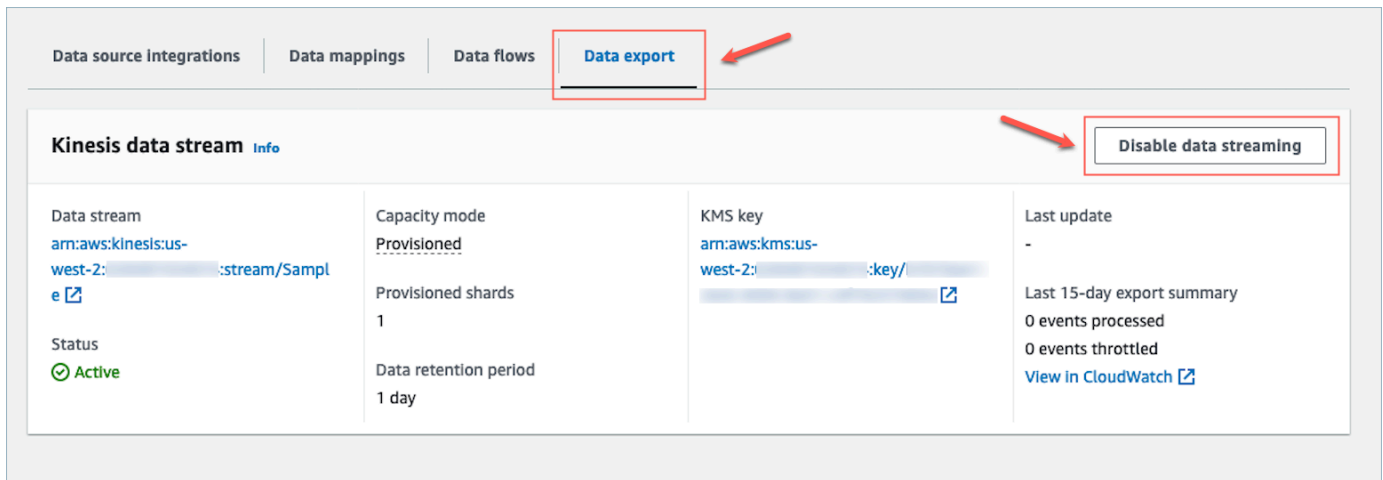 Data source integrations
Data mappings
Data flows
Data export
Kinesis data stream Info
Disable data streaming
Data stream
arn:aws:kinesis:us-
west-2: :stream/Sampl
e
Status
Active
Capacity mode
Provisioned
Provisioned shards
1
Data retention period
1 day
KMS key
arn:aws:kms:us-
west-2: :key/
Last update
-
Last 15-day export summary
0 events processed
0 events throttled
View in CloudWatch